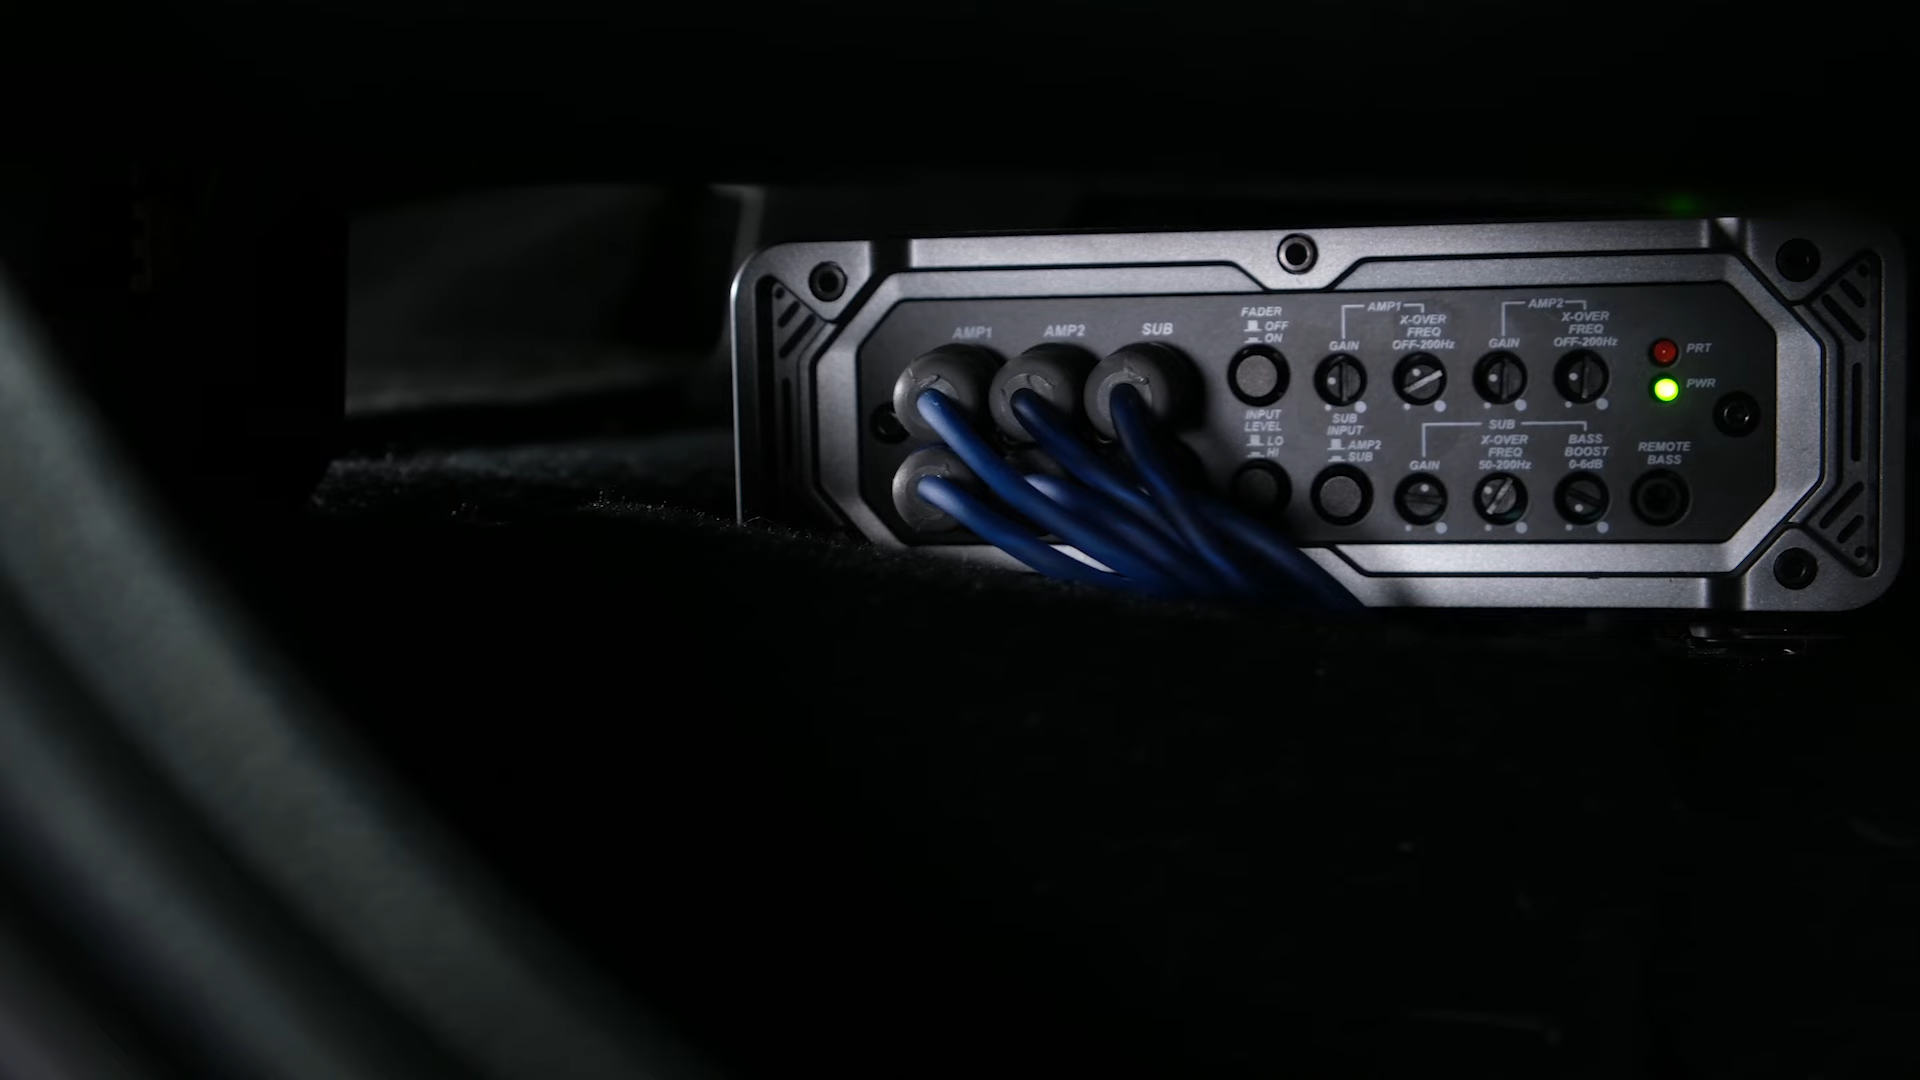 AMP1
AMP2
SUB
FADER
OFF
ON
INPUT
LEVEL
LO
HI
AMP1
GAIN
X-OVER
FREQ
OFF-200Hz
AMP2
GAIN
X-OVER
FREQ
OFF-200Hz
PRT
PWR
SUB
INPUT
AMP2
SUB
SUB
GAIN
X-OVER
FREQ
50-200Hz
BASS
BOOST
0-6dB
REMOTE
BASS